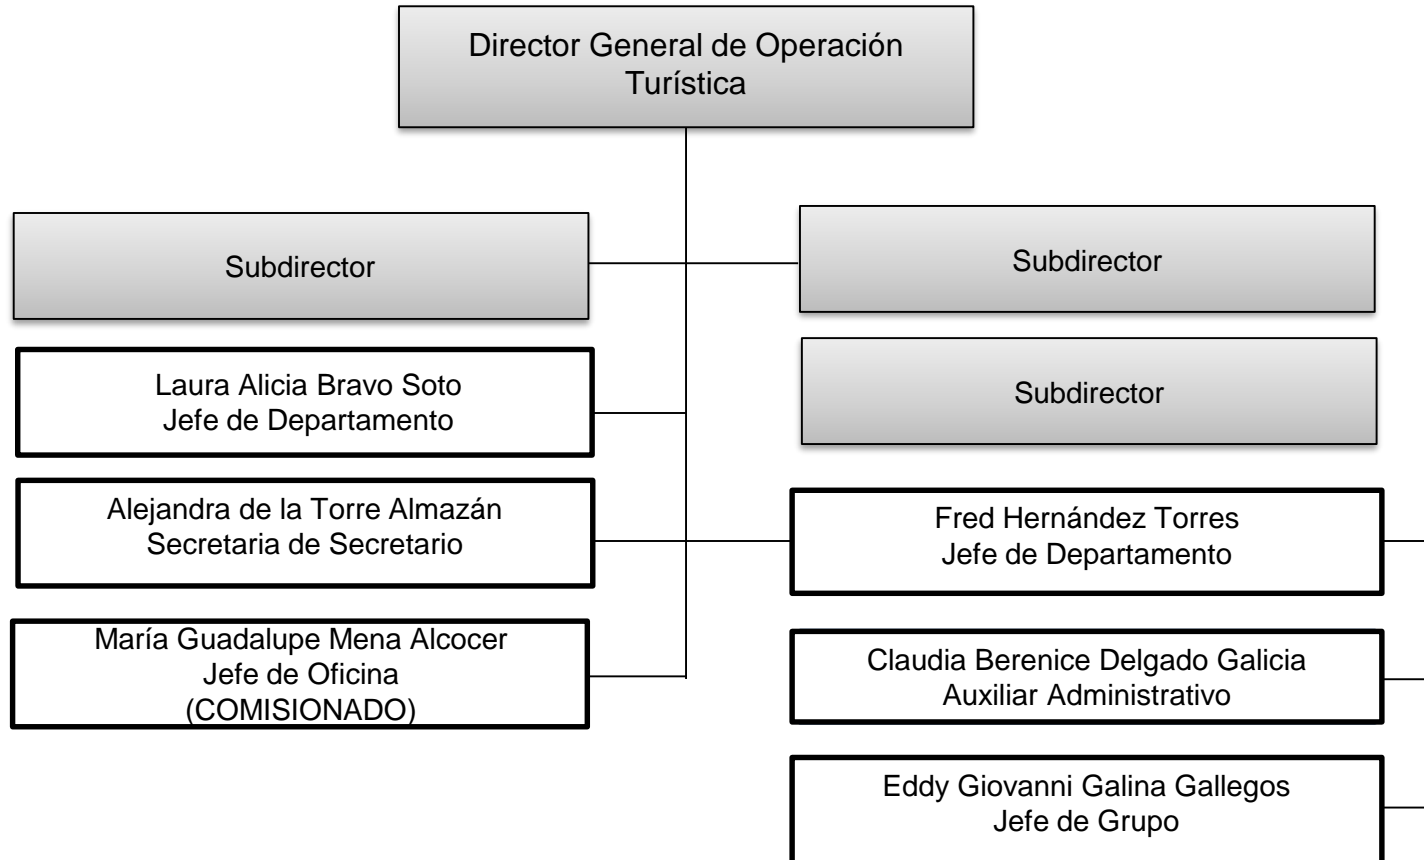 Director General de Operación
Turística
Subdirector
Subdirector
Laura Alicia Bravo Soto
Jefe de Departamento
Subdirector
Alejandra de la Torre Almazán
Secretaria de Secretario
Fred Hernández Torres
Jefe de Departamento
María Guadalupe Mena Alcocer
Jefe de Oficina
(COMISIONADO)
Claudia Berenice Delgado Galicia
Auxiliar Administrativo
Eddy Giovanni Galina Gallegos
Jefe de Grupo